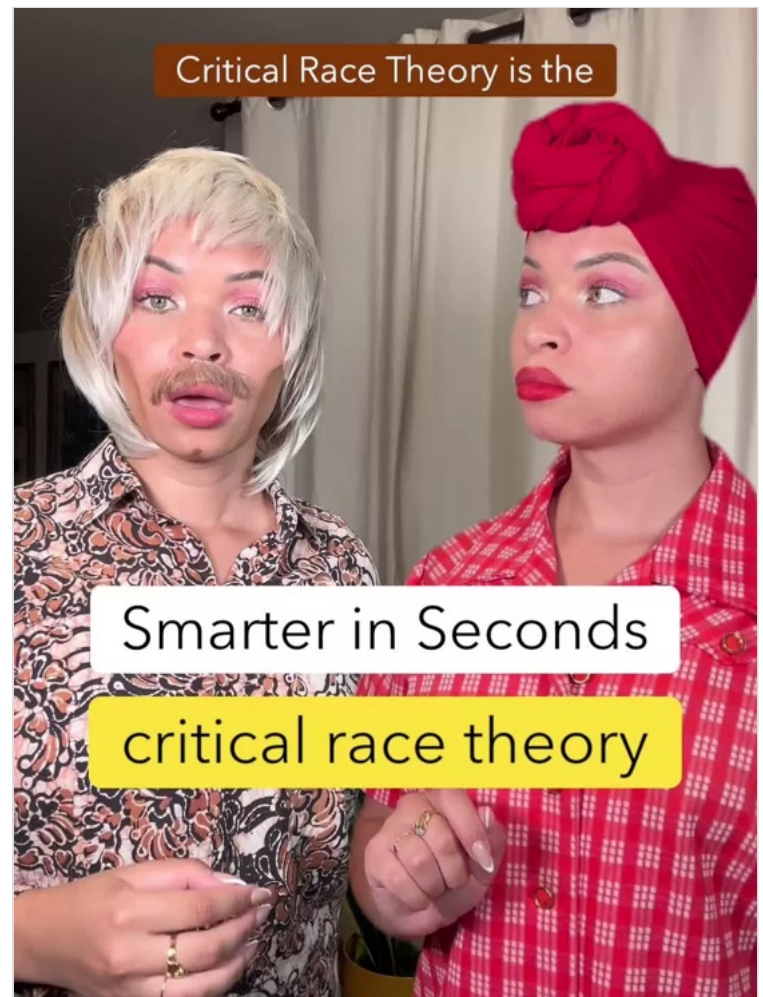 Critical Race Theory is the
Smarter in Seconds
critical race theory